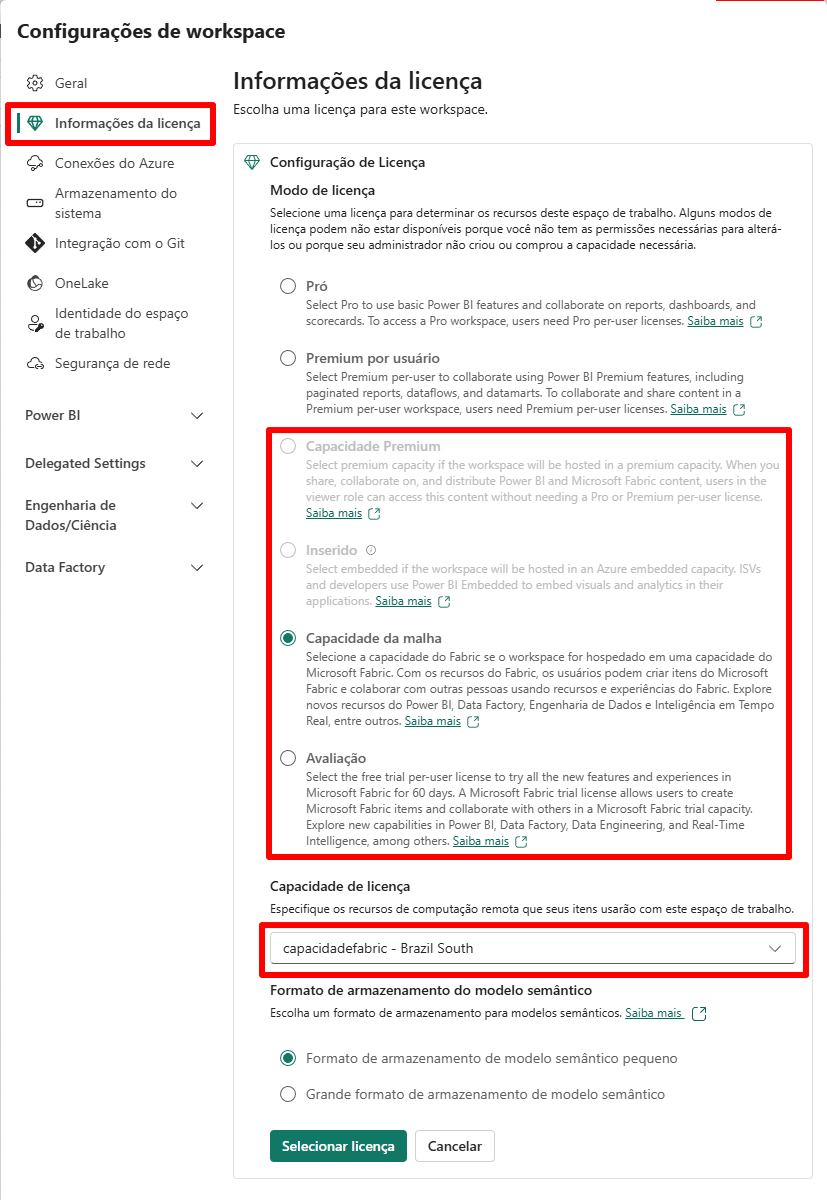 Configurações de workspace
Geral
Informações da licença
Conexões do Azure
Armazenamento do
sistema
Integração com o Git
OneLake
Identidade do espaço
de trabalho
Segurança de rede
Power BI
Delegated Settings
Engenharia de
Dados/Ciência
Data Factory
Informações da licença
Escolha uma licença para este workspace.
Configuração de Licença
Modo de licença
Selecione uma licença para determinar os recursos deste espaço de trabalho. Alguns modos de
licença podem não estar disponíveis porque você não tem as permissões necessárias para alterá-
los ou porque seu administrador não criou ou comprou a capacidade necessária.
Pró
Select Pro to use basic Power BI features and collaborate on reports, dashboards, and
scorecards. To access a Pro workspace, users need Pro per-user licenses. Saiba mais
Premium por usuário
Select Premium per-user to collaborate using Power BI Premium features, including
paginated reports, dataflows, and datamarts. To collaborate and share content in a
Premium per-user workspace, users need Premium per-user licenses. Saiba mais
Capacidade Premium
Select premium capacity if the workspace will be hosted in a premium capacity. When you
share, collaborate on, and distribute Power BI and Microsoft Fabric content, users in the
viewer role can access this content without needing a Pro or Premium per-user license.
Saiba mais
Inserido
Select embedded if the workspace will be hosted in an Azure embedded capacity. ISVs
and developers use Power BI Embedded to embed visuals and analytics in their
applications. Saiba mais
Capacidade da malha
Selecione a capacidade do Fabric se o workspace for hospedado em uma capacidade do
Microsoft Fabric. Com os recursos do Fabric, os usuários podem criar itens do Microsoft
Fabric e colaborar com outras pessoas usando recursos e experiências do Fabric. Explore
novos recursos do Power BI, Data Factory, Engenharia de Dados e Inteligência em Tempo
Real, entre outros. Saiba mais
Avaliação
Select the free trial per-user license to try all the new features and experiences in
Microsoft Fabric for 60 days. A Microsoft Fabric trial license allows users to create
Microsoft Fabric items and collaborate with others in a Microsoft Fabric trial capacity.
Explore new capabilities in Power BI, Data Factory, Data Engineering, and Real-Time
Intelligence, among others. Saiba mais
Capacidade de licença
Especifique os recursos de computação remota que seus itens usarão com este espaço de trabalho.
capacidadefabric - Brazil South
Formato de armazenamento do modelo semântico
Escolha um formato de armazenamento para modelos semânticos. Saiba mais
Formato de armazenamento de modelo semântico pequeno
Grande formato de armazenamento de modelo semântico
Selecionar licença
Cancelar